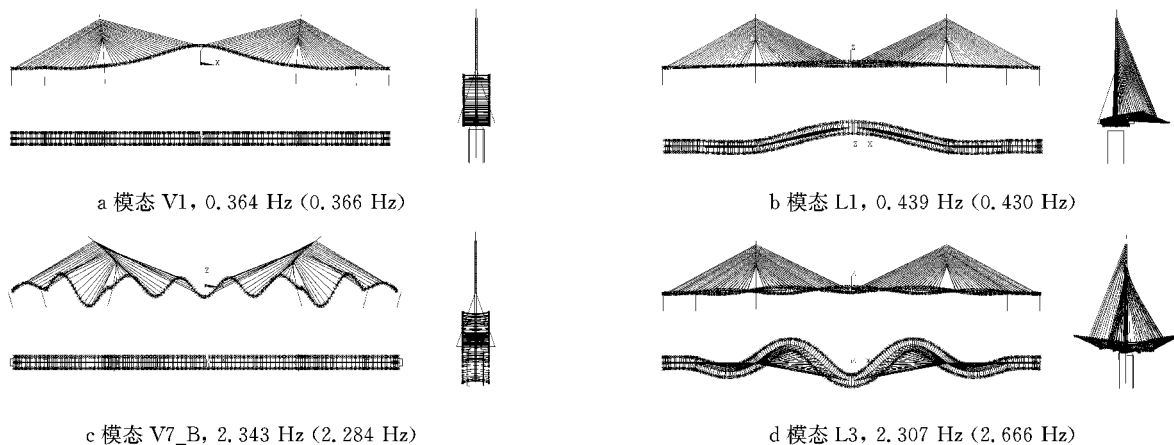 X
Z
Z X
a 模态 V1, 0.364 Hz (0.366 Hz)
b 模态 L1, 0.439 Hz (0.430 Hz)
Z
c 模态 V7_B, 2.343 Hz (2.284 Hz)
d 模态 L3, 2.307 Hz (2.666 Hz)